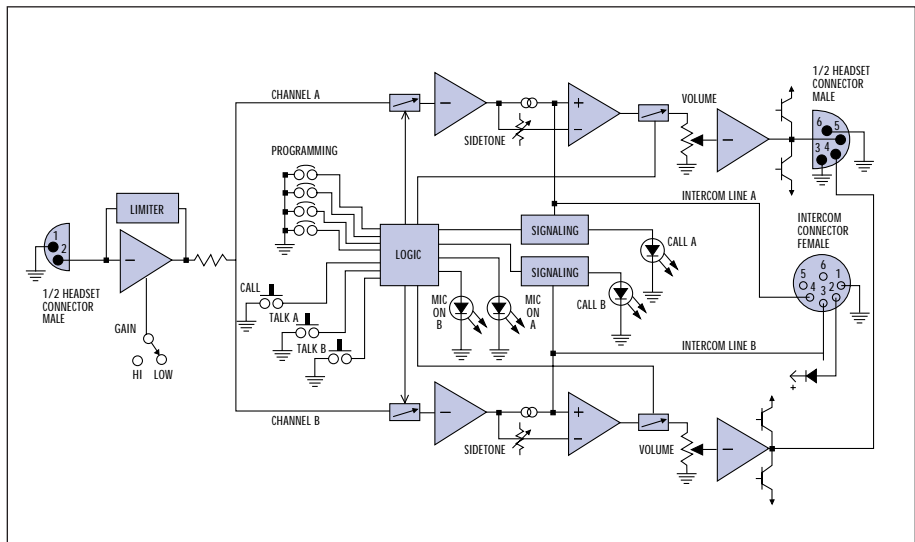 1/2 HEADSET
CONNECTOR
MALE
6
5
3
4
VOLUME
CHANNEL A
+
−
−
−
SIDETONE
PROGRAMMING
LIMITER
1
2
−
1/2 HEADSET
CONNECTOR
MALE
LOGIC
SIGNALING
SIGNALING
INTERCOM LINE A
INTERCOM
CONNECTOR
FEMALE
6
5
1
4
2
3
CALL A
CALL B
CALL
TALK A
TALK B
MIC
ON
B
MIC
ON
A
GAIN
HI
LOW
INTERCOM LINE B
+
CHANNEL B
−
+
−
−
SIDETONE
VOLUME